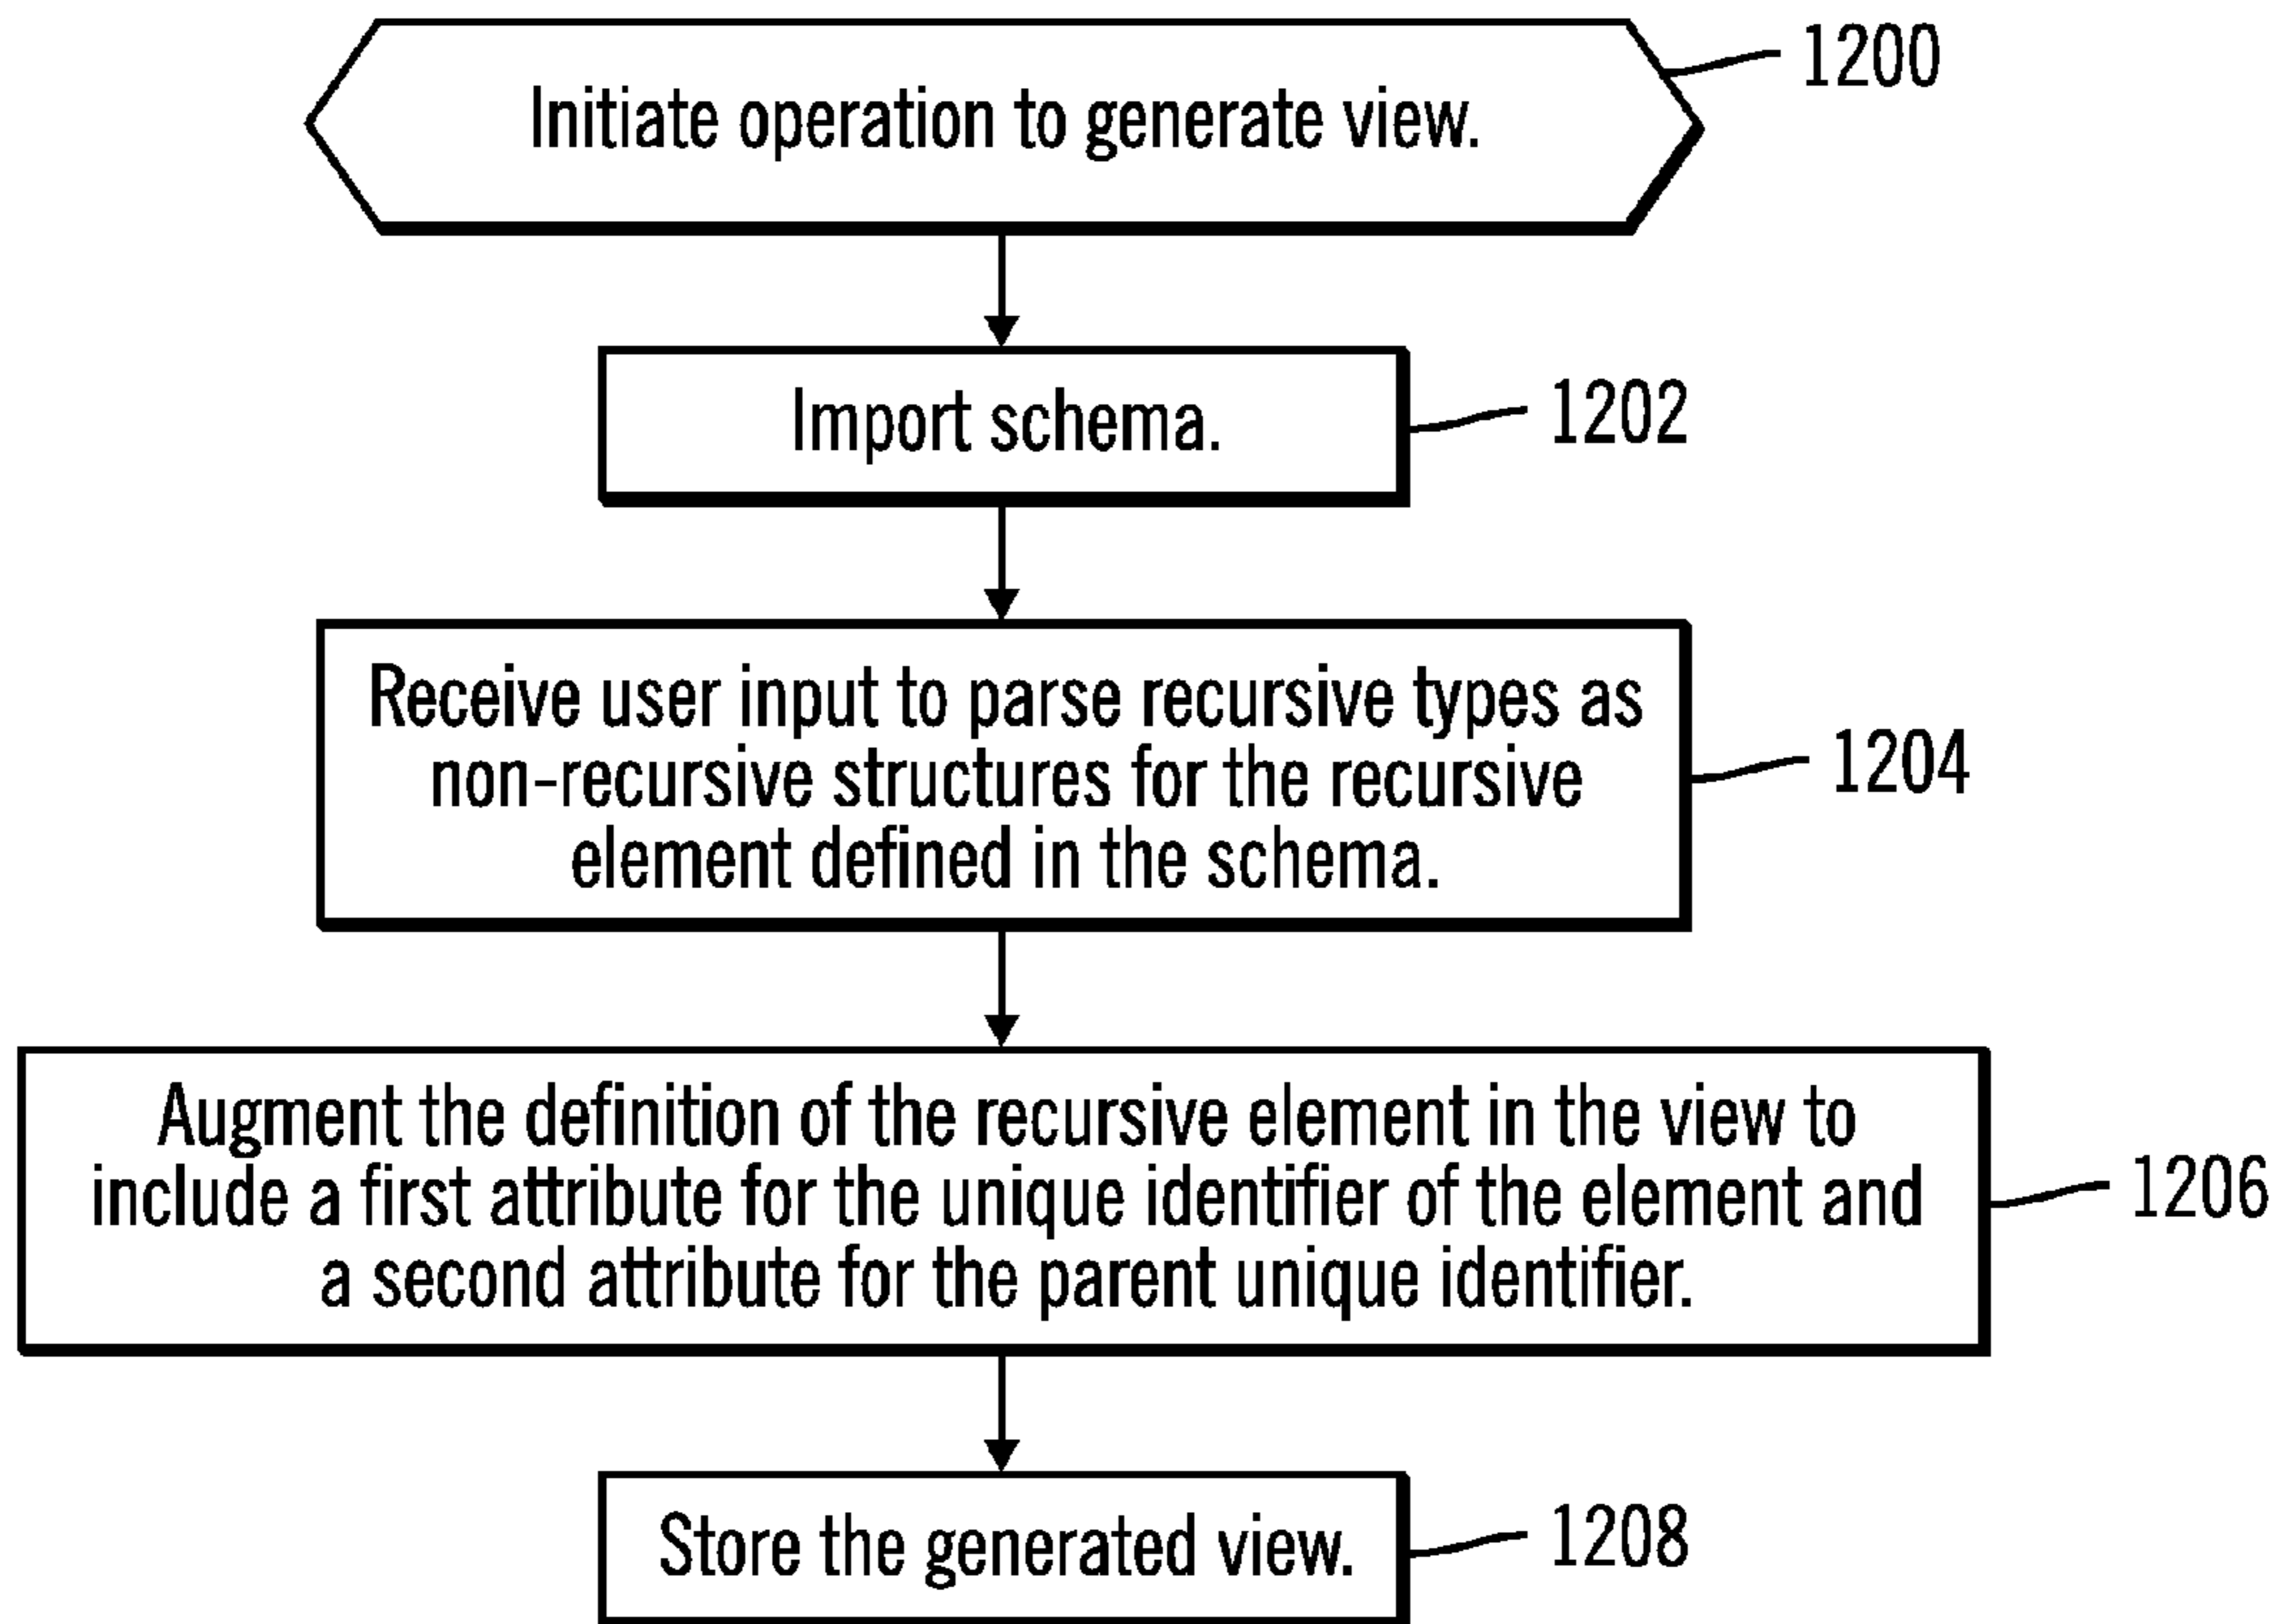 Initiate operation to generate view.
1200
Import schema.
1202
Receive user input to parse recursive types as
non-recursive structures for the recursive
element defined in the schema.
1204
Augment the definition of the recursive element in the view to
include a first attribute for the unique identifier of the element and
a second attribute for the parent unique identifier.
1206
Store the generated view.
1208